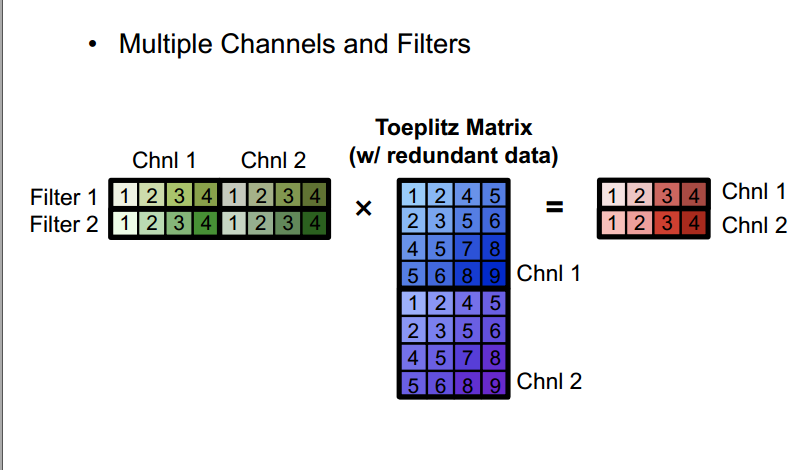 • Multiple Channels and Filters
Toeplitz Matrix
(w/ redundant data)
Chnl 1 Chnl 2
Filter 1 1 2 3 4 1 2 3 4
Filter 2 1 2 3 4 1 2 3 4
×
1 2 4 5
2 3 5 6
4 5 7 8
5 6 8 9 Chnl 1
1 2 4 5
2 3 5 6
4 5 7 8
5 6 8 9 Chnl 2
=
1 2 3 4 Chnl 1
1 2 3 4 Chnl 2